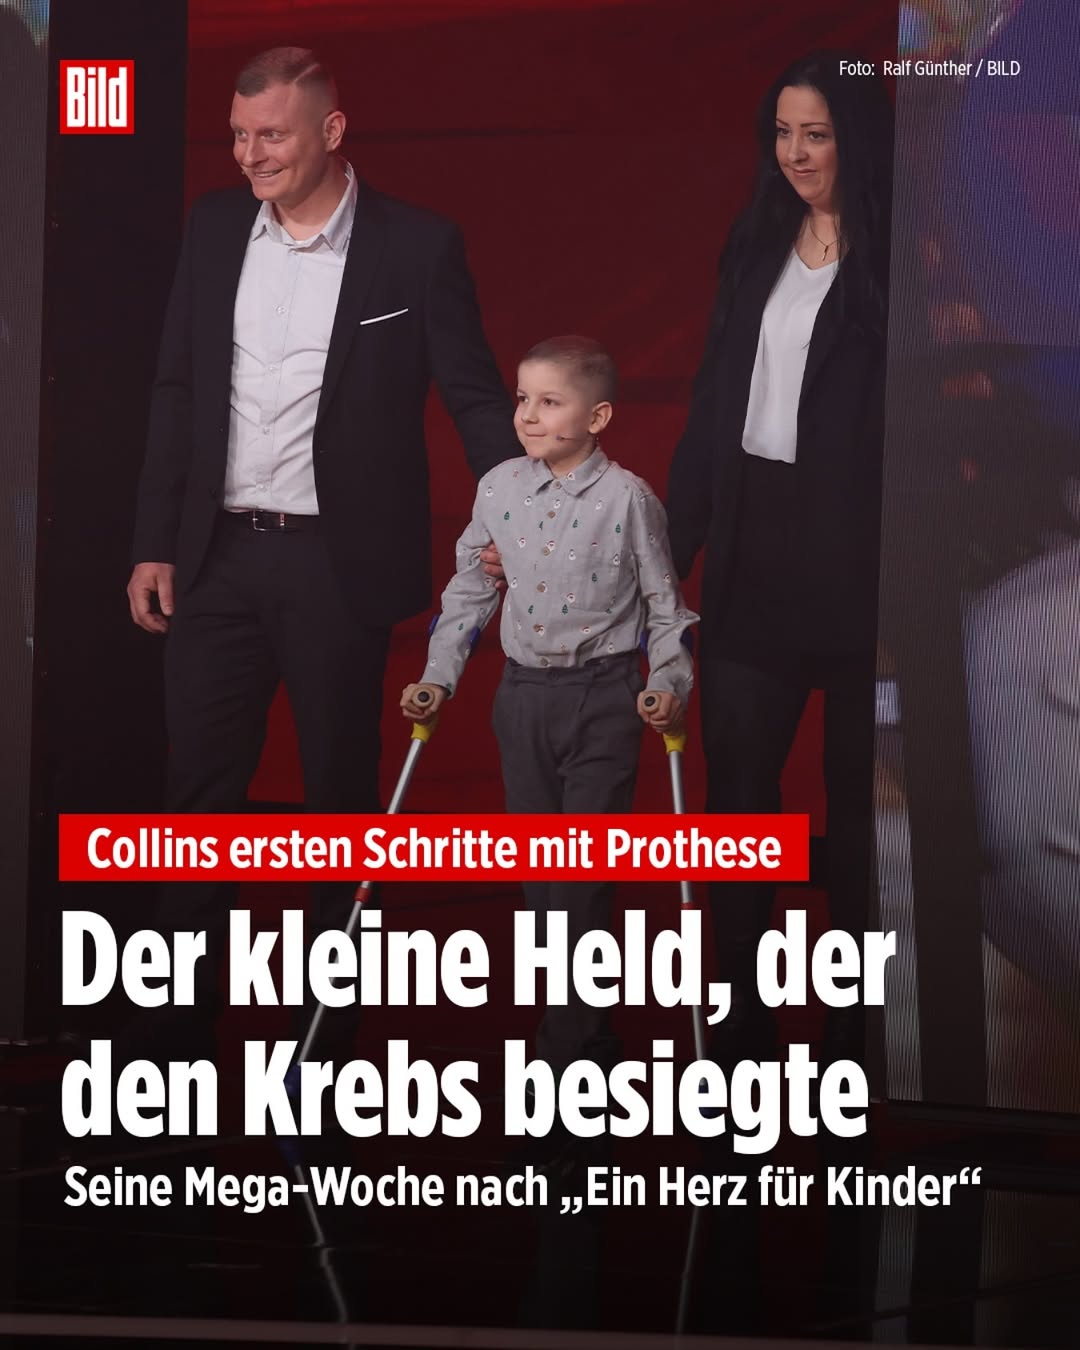 Bild
Foto: Ralf Günther / BILD
Collins ersten Schritte mit Prothese
Der kleine Held, der
den Krebs besiegte
Seine Mega-Woche nach „Ein Herz für Kinder“